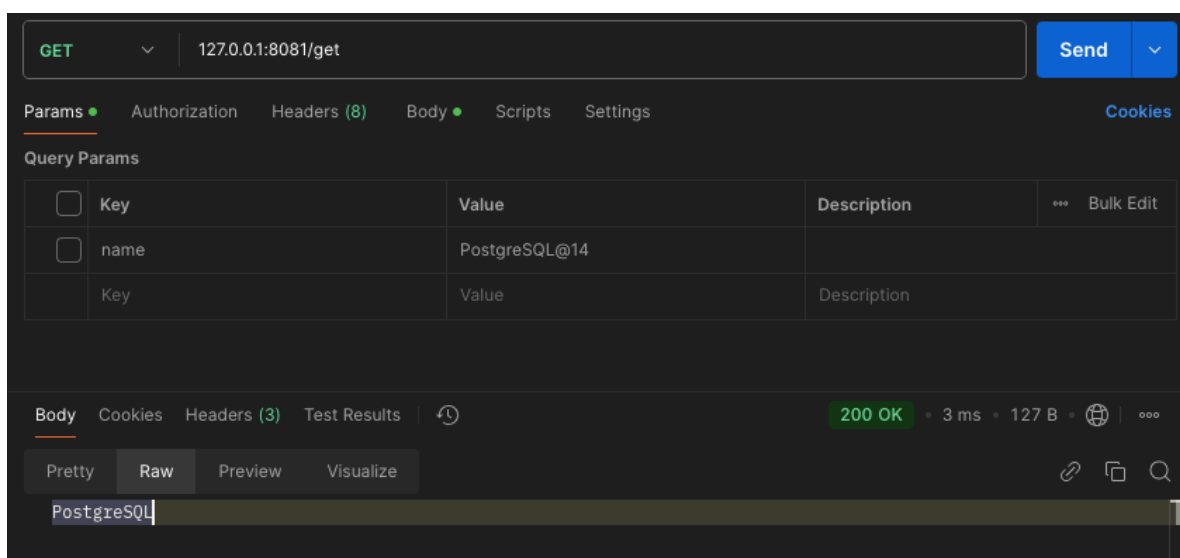 GET 127.0.0.1:8081/get Send
Params Authorization Headers (8) Body Scripts Settings Cookies
Query Params
Key Value Description Bulk Edit
name PostgreSQL@14
Key Value Description
Body Cookies Headers (3) Test Results 200 OK • 3 ms • 127 B •
Pretty Raw Preview Visualize
PostgreSQL